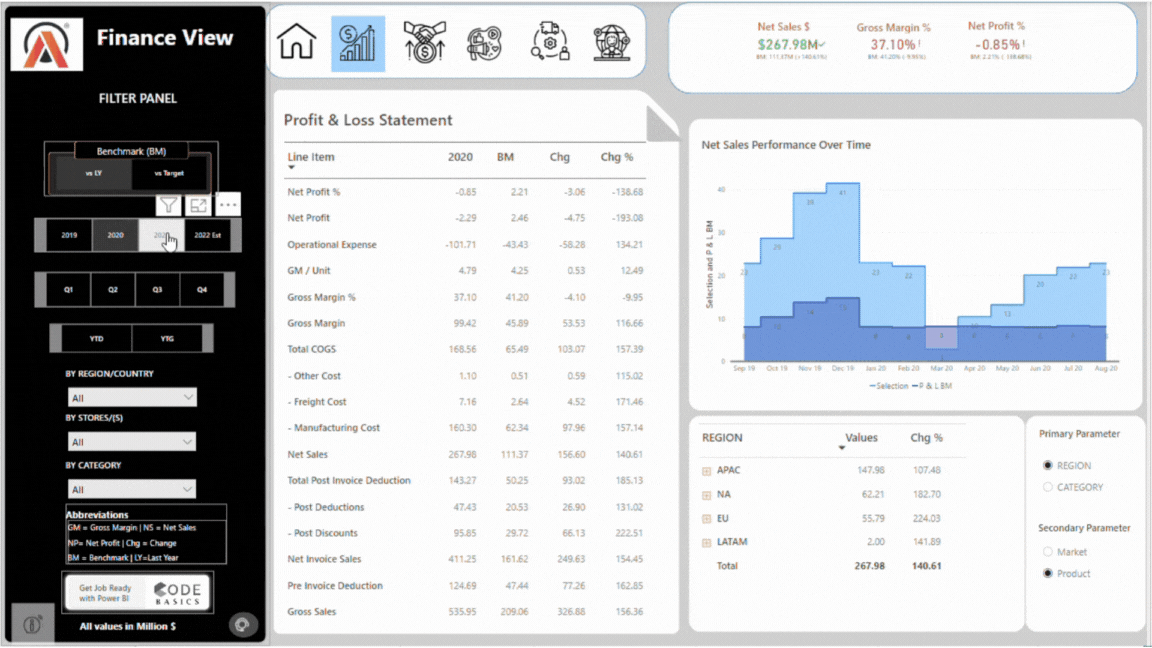 Finance View
FILTER PANEL
Benchmark (BM)
vs LY
vs Target
2019
2020
2022 Est
Q1
Q2
Q3
Q4
YTD
YTG
BY REGION/COUNTRY
All
BY STORES/(S)
All
BY CATEGORY
All
Abbreviations
GM = Gross Margin | NS = Net Sales
NP= Net Profit | Chg = Change
BM = Benchmark | LY=Last Year
Get Job Ready
with Power BI
CODE
BASICS
All values in Million $
Net Sales $
$267.98M✓
BM: 111.37M (+140.61%)
Gross Margin %
37.10%!
BM: 41.20% (-9.95%)
Net Profit %
-0.85%!
BM: 2.21% (-138.68%)
Profit & Loss Statement
Line Item 2020 BM Chg Chg %
Net Profit % -0.85 2.21 -3.06 -138.68
Net Profit -2.29 2.46 -4.75 -193.08
Operational Expense -101.71 -43.43 -58.28 134.21
GM / Unit 4.79 4.25 0.53 12.49
Gross Margin % 37.10 41.20 -4.10 -9.95
Gross Margin 99.42 45.89 53.53 116.66
Total COGS 168.56 65.49 103.07 157.39
- Other Cost 1.10 0.51 0.59 115.02
- Freight Cost 7.16 2.64 4.52 171.46
- Manufacturing Cost 160.30 62.34 97.96 157.14
Net Sales 267.98 111.37 156.60 140.61
Total Post Invoice Deduction 143.27 50.25 93.02 185.13
- Post Deductions 47.43 20.53 26.90 131.02
- Post Discounts 95.85 29.72 66.13 222.51
Net Invoice Sales 411.25 161.62 249.63 154.45
Pre Invoice Deduction 124.69 47.44 77.26 162.85
Gross Sales 535.95 209.06 326.88 156.36
Net Sales Performance Over Time
Selection and P & L BM
40
30
20
10
0
23
41
23
22
12
20
22
23
Sep 19 Oct 19 Nov 19 Dec 19 Jan 20 Feb 20 Mar 20 Apr 20 May 20 Jun 20 Jul 20 Aug 20
Selection P & L BM
REGION Values Chg %
APAC 147.98 107.48
NA 62.21 182.70
EU 55.79 224.03
LATAM 2.00 141.89
Total 267.98 140.61
Primary Parameter
REGION
CATEGORY
Secondary Parameter
Market
Product